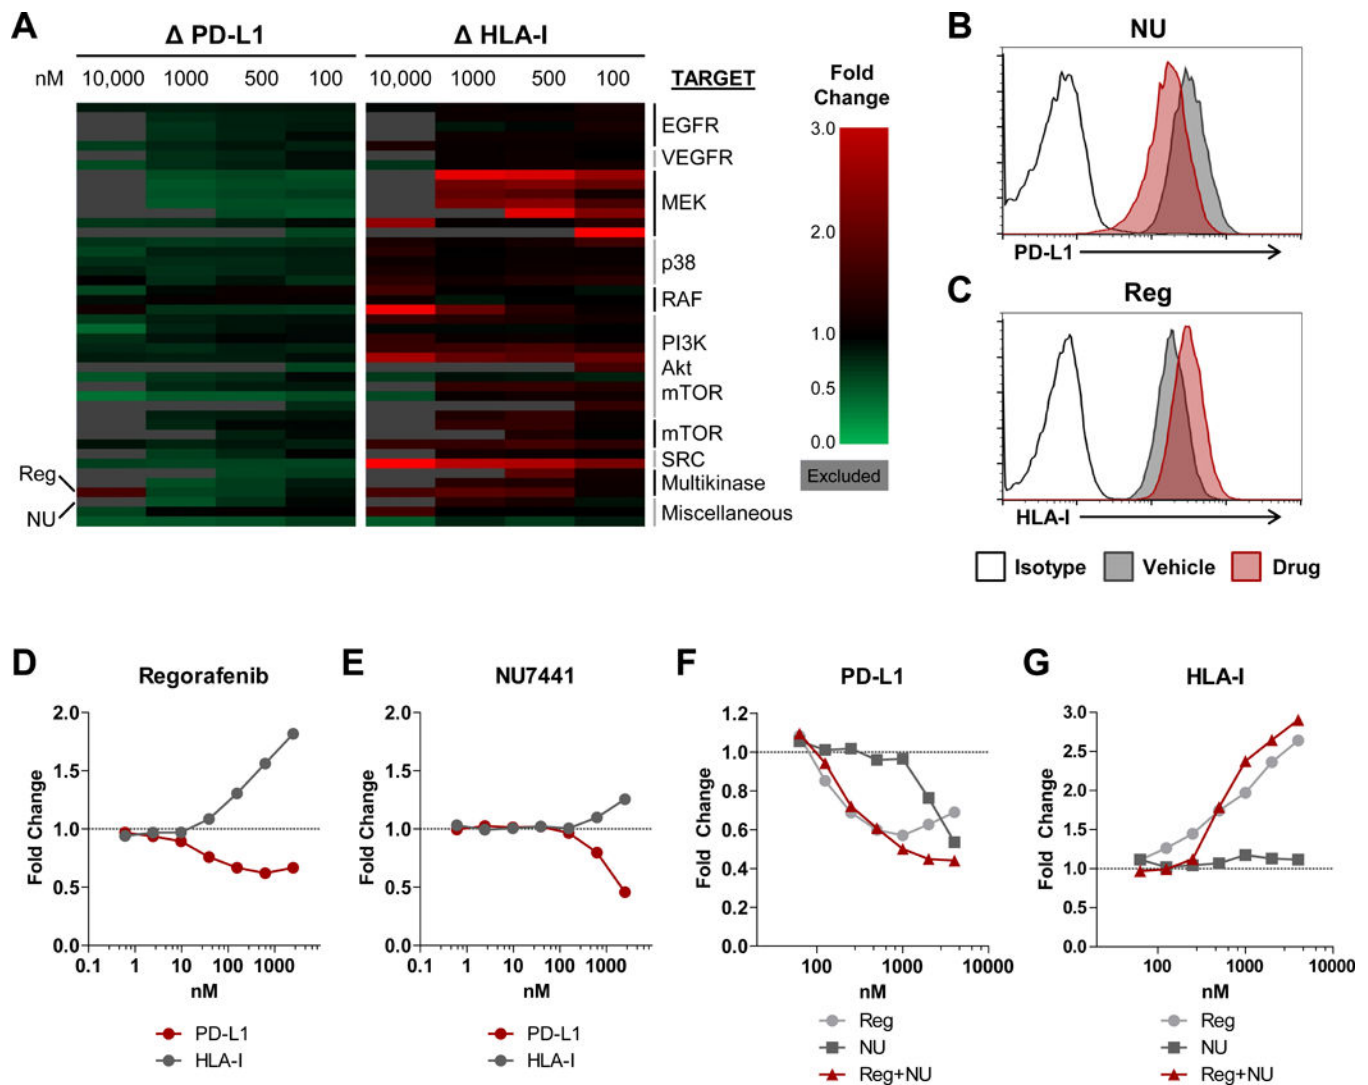 A
Δ PD-L1
Δ HLA-I
nM 10,000 1000 500 100 10,000 1000 500 100 TARGET
EGFR
VEGFR
MEK
p38
RAF
PI3K
Akt
mTOR
mTOR
SRC
Multikinase
Miscellaneous
Reg
NU
Fold
Change
3.0
2.0
1.0
0.5
0.0
Excluded
B
NU
PD-L1
C
Reg
HLA-I
Isotype Vehicle Drug
D
Regorafenib
Fold Change
2.0
1.5
1.0
0.5
0.0
0.1 1 10 100 1000
nM
PD-L1
HLA-I
E
NU7441
Fold Change
2.0
1.5
1.0
0.5
0.0
0.1 1 10 100 1000
nM
PD-L1
HLA-I
F
PD-L1
Fold Change
1.2
1.0
0.8
0.6
0.4
0.2
0.0
100 1000 10000
nM
Reg
NU
Reg+NU
G
HLA-I
Fold Change
3.0
2.5
2.0
1.5
1.0
0.5
0.0
100 1000 10000
nM
Reg
NU
Reg+NU